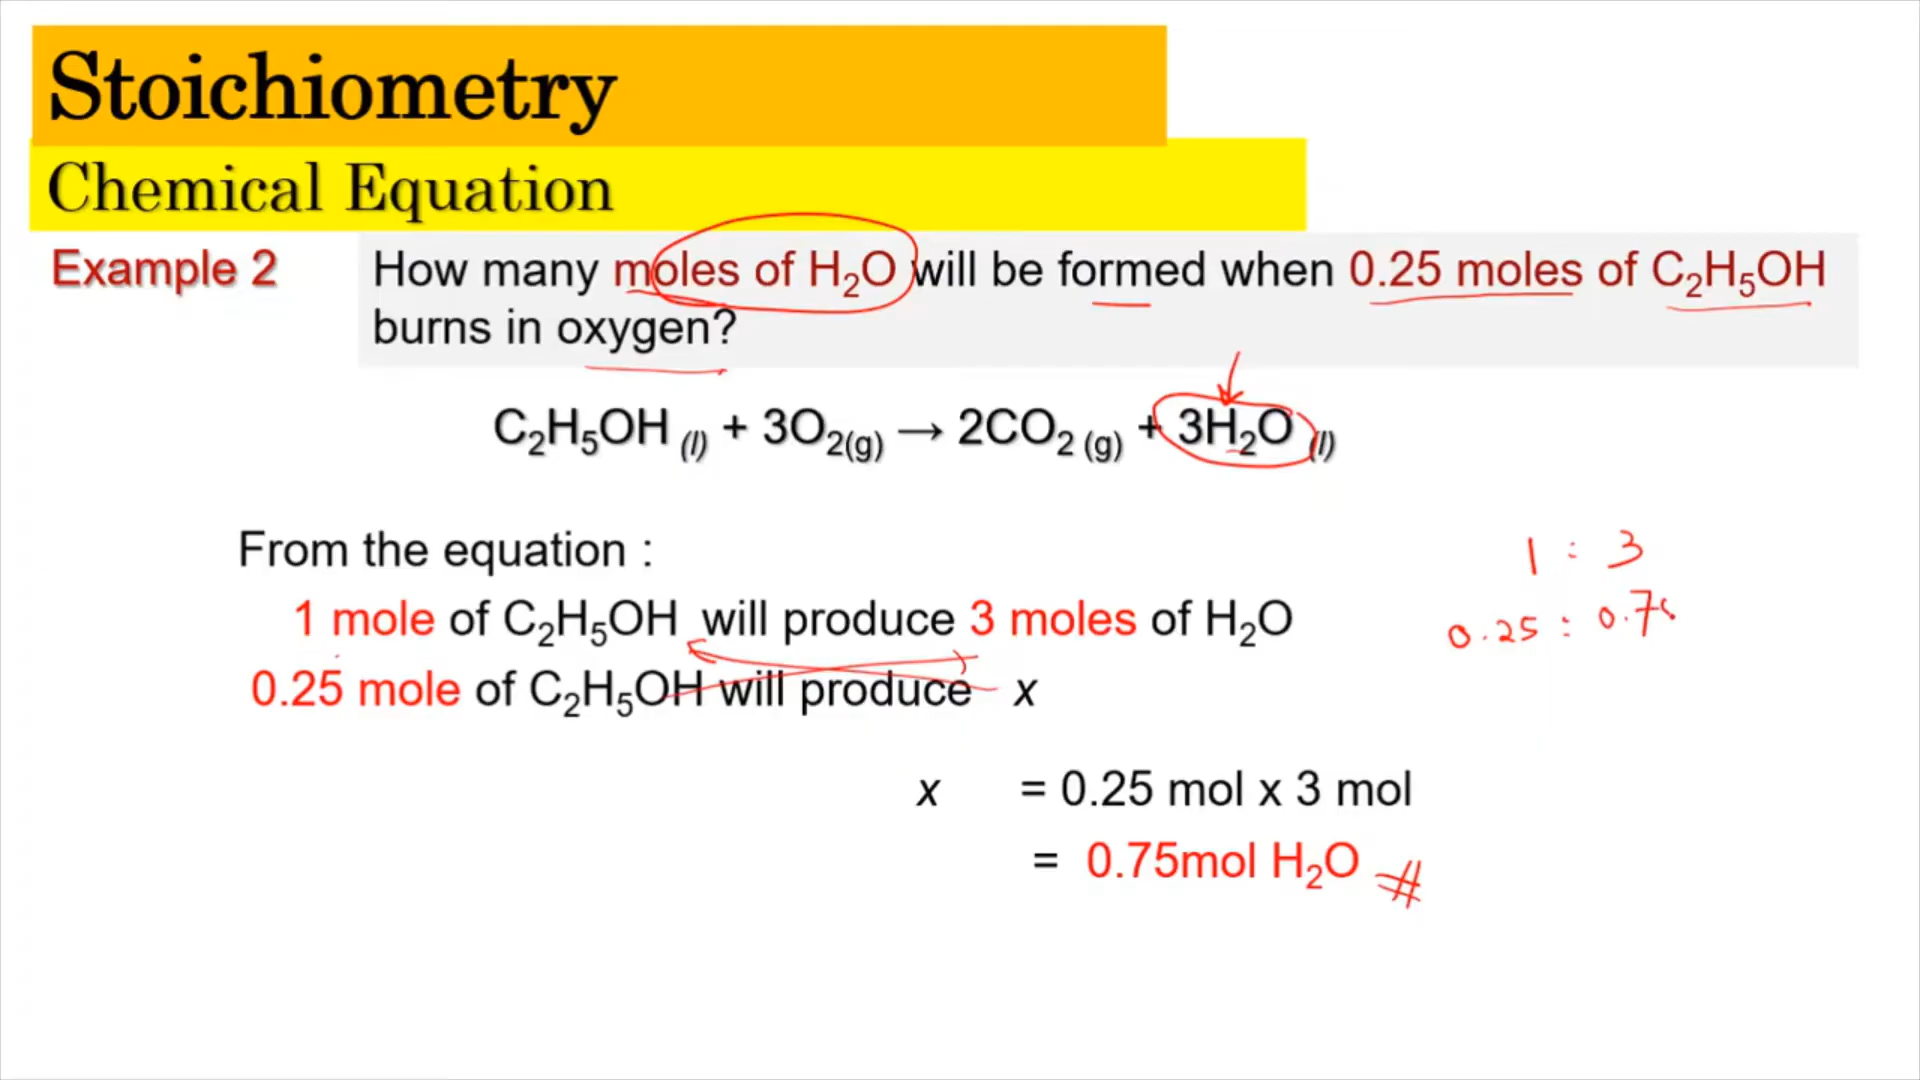 Stoichiometry
Chemical Equation
Example 2 How many moles of H₂O will be formed when 0.25 moles of C₂H₅OH
burns in oxygen?
C₂H₅OH (l) + 3O₂(g) → 2CO₂ (g) + 3H₂O (l)
From the equation :
1 : 3
1 mole of C₂H₅OH will produce 3 moles of H₂O
0.25 :
0.25 mole of C₂H₅OH will produce x
x = 0.25 mol x 3 mol
= 0.75mol H₂O #